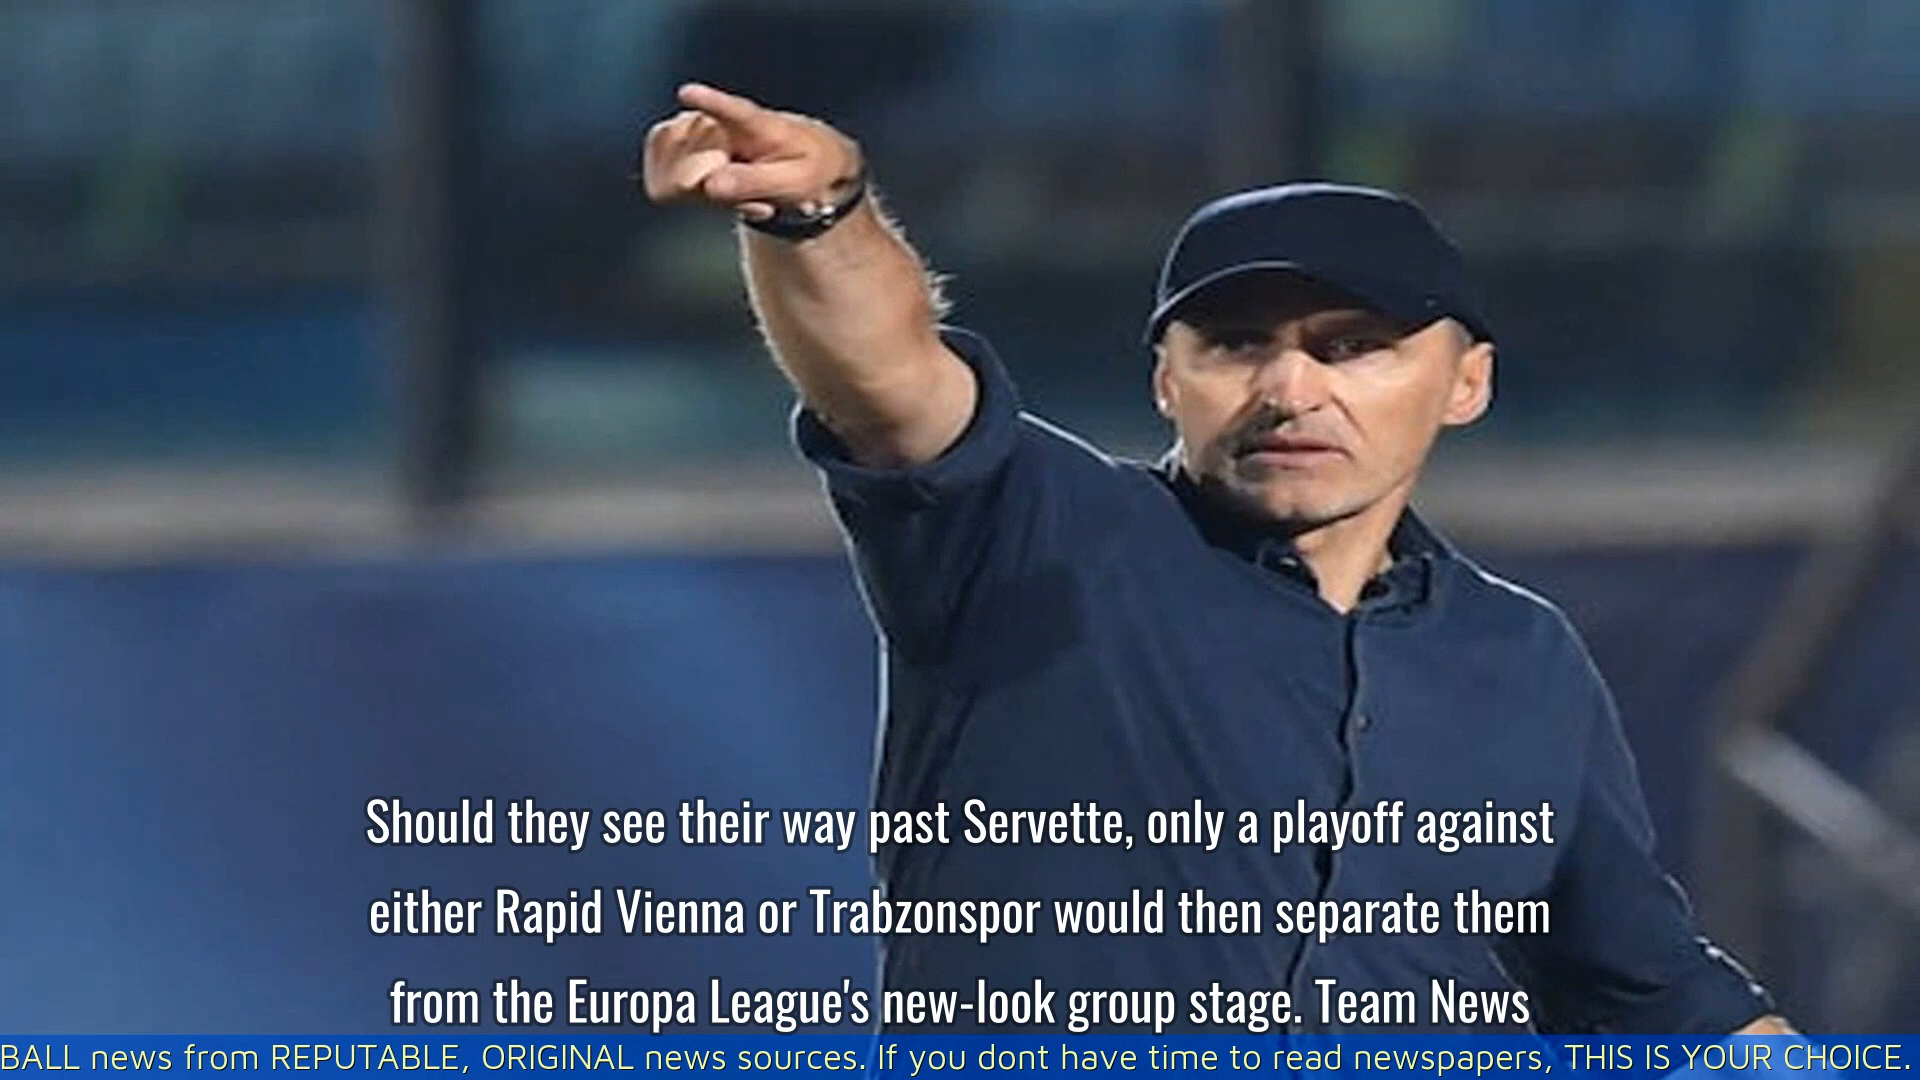 Should they see their way past Servette, only a playoff against
either Rapid Vienna or Trabzonspor would then separate them
from the Europa League's new-look group stage. Team News
BALL news from REPUTABLE, ORIGINAL news sources. If you dont have time to read newspapers, THIS IS YOUR CHOICE.